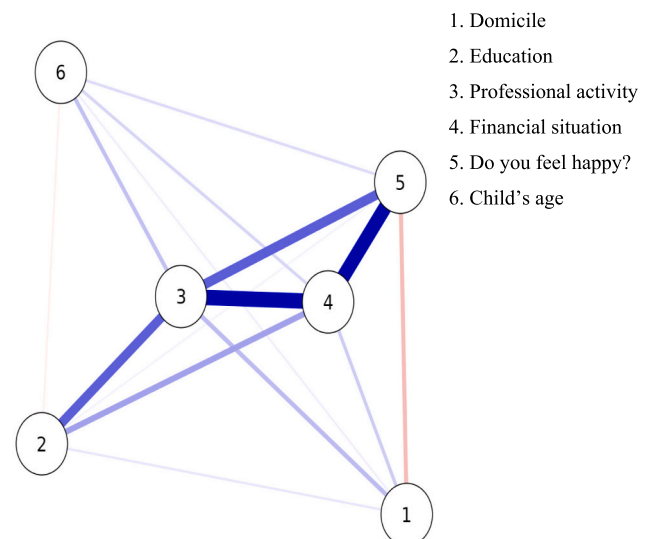 1. Domicile
2. Education
3. Professional activity
4. Financial situation
5. Do you feel happy?
6. Child’s age
6
5
3
4
2
1